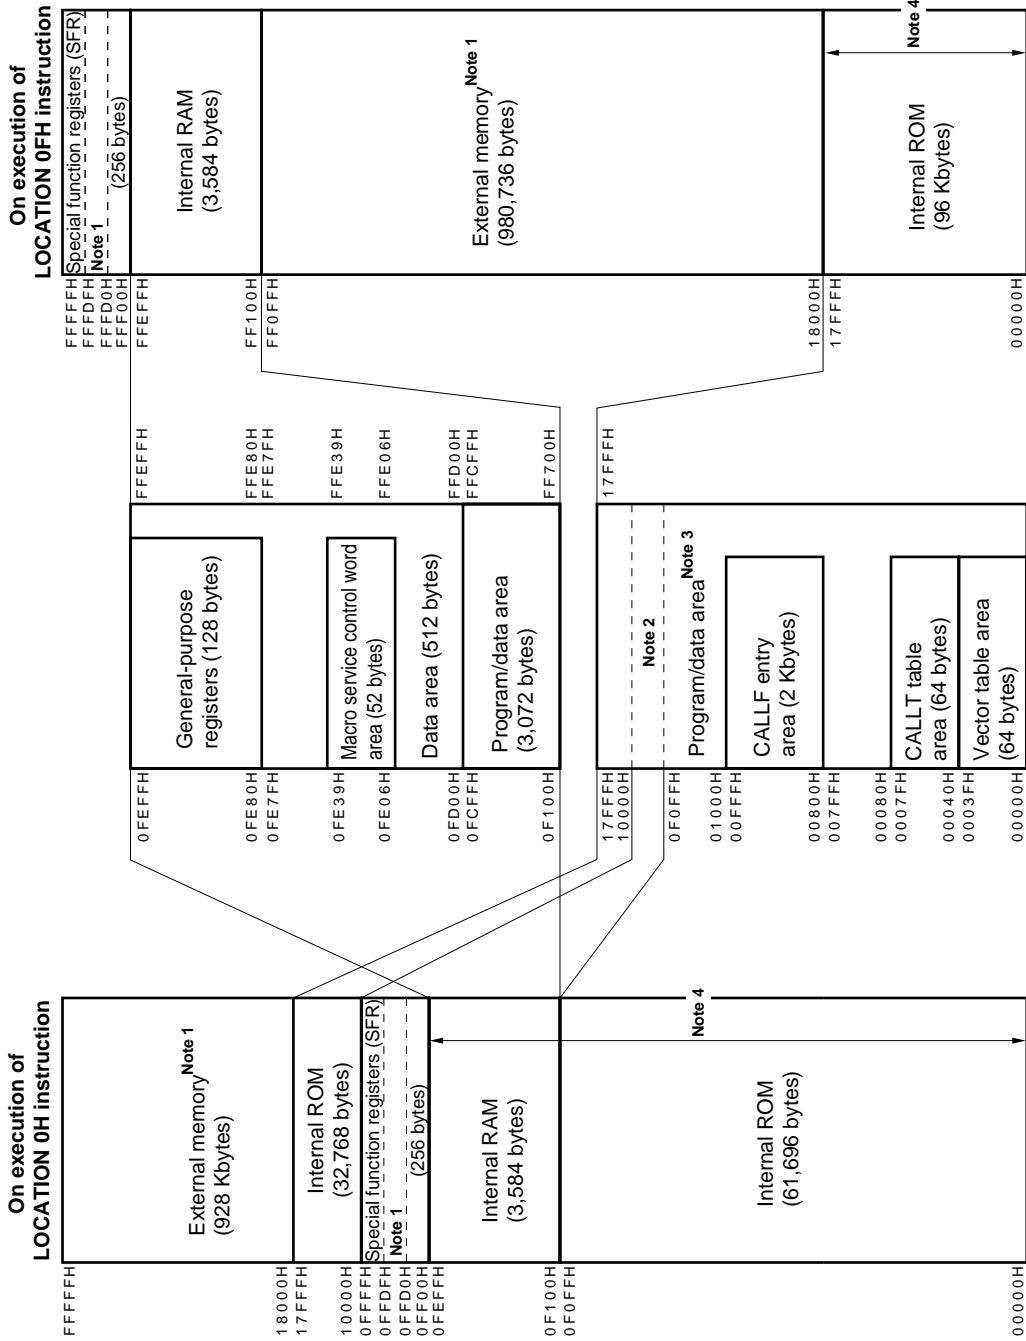 On execution of
LOCATION 0H instruction
FFFFFH
External memory Note 1
(928 Kbytes)
18000H
17FFFH
Internal ROM
(32,768 bytes)
10000H
0FFFFH
Special function registers (SFR)
0FFDFH
Note 1
0FFD0H
0FF00H
(256 bytes)
0FEFFH
Internal RAM
(3,584 bytes)
0F100H
0F0FFH
Note 4
Internal ROM
(61,696 bytes)
00000H
0FEFFH
General-purpose
registers (128 bytes)
0FE80H
0FE7FH
0FE39H
Macro service control word
area (52 bytes)
0FE06H
Data area (512 bytes)
0FD00H
0FCFFH
Program/data area
(3,072 bytes)
0F100H
FFEFFH
FFE80H
FFE7FH
FFE39H
FFE06H
FFD00H
FFCFFH
FF700H
17FFFH
10000H
Note 2
0F0FFH
Program/data area Note 3
01000H
00FFFH
CALLF entry
area (2 Kbytes)
00800H
007FFH
00080H
0007FH
CALLT table
area (64 bytes)
00040H
0003FH
Vector table area
(64 bytes)
00000H
17FFFH
On execution of
LOCATION 0FH instruction
FFFFFH
Special function registers (SFR)
FFFDFH
Note 1
FFFD0H
FFF00H
(256 bytes)
FFEFFH
Internal RAM
(3,584 bytes)
FF100H
FF0FFH
External memory Note 1
(980,736 bytes)
18000H
17FFFH
Note 4
Internal ROM
(96 Kbytes)
00000H